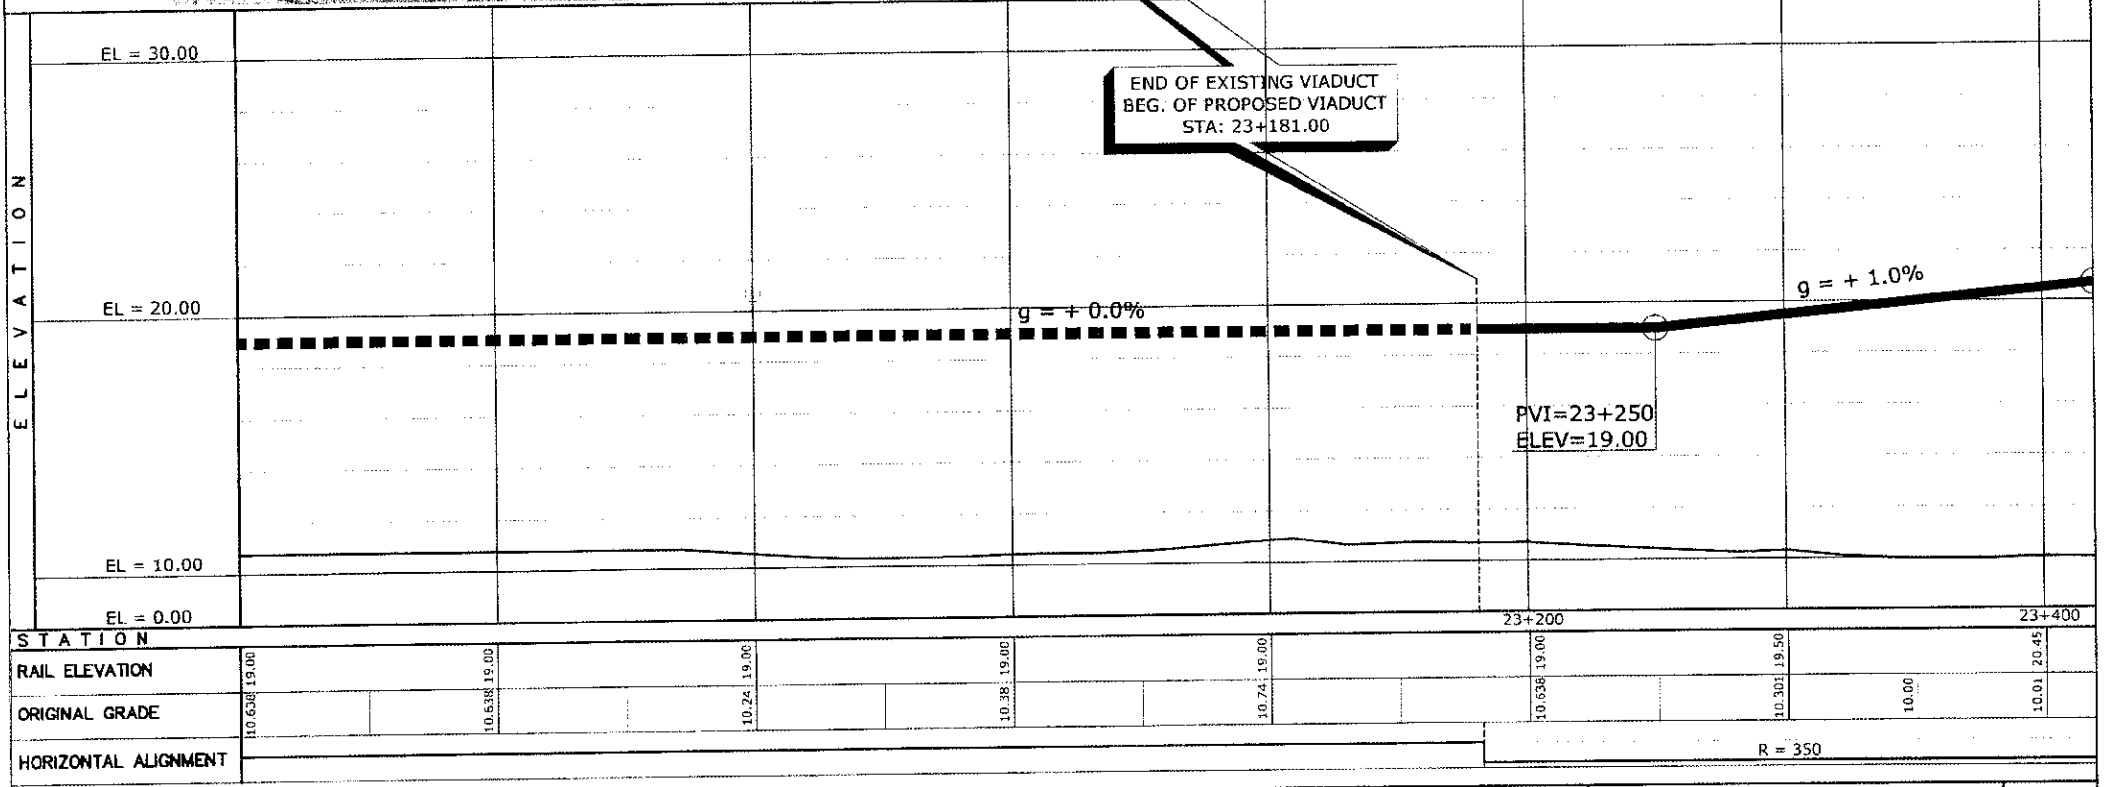 EL = 30.00
END OF EXISTING VIADUCT
BEG. OF PROPOSED VIADUCT
STA: 23+181.00
ELEVATION
EL = 20.00
g = + 0.0%
g = + 1.0%
PVI=23+250
ELEV=19.00
EL = 10.00
EL = 0.00
23+200
23+400
STATION
RAIL ELEVATION
19.00 19.00 19.00 19.00 19.00 19.00 19.50 20.45
ORIGINAL GRADE
10.638 10.638 10.24 10.38 10.74 10.638 10.301 10.00 10.01
HORIZONTAL ALIGNMENT
R = 350